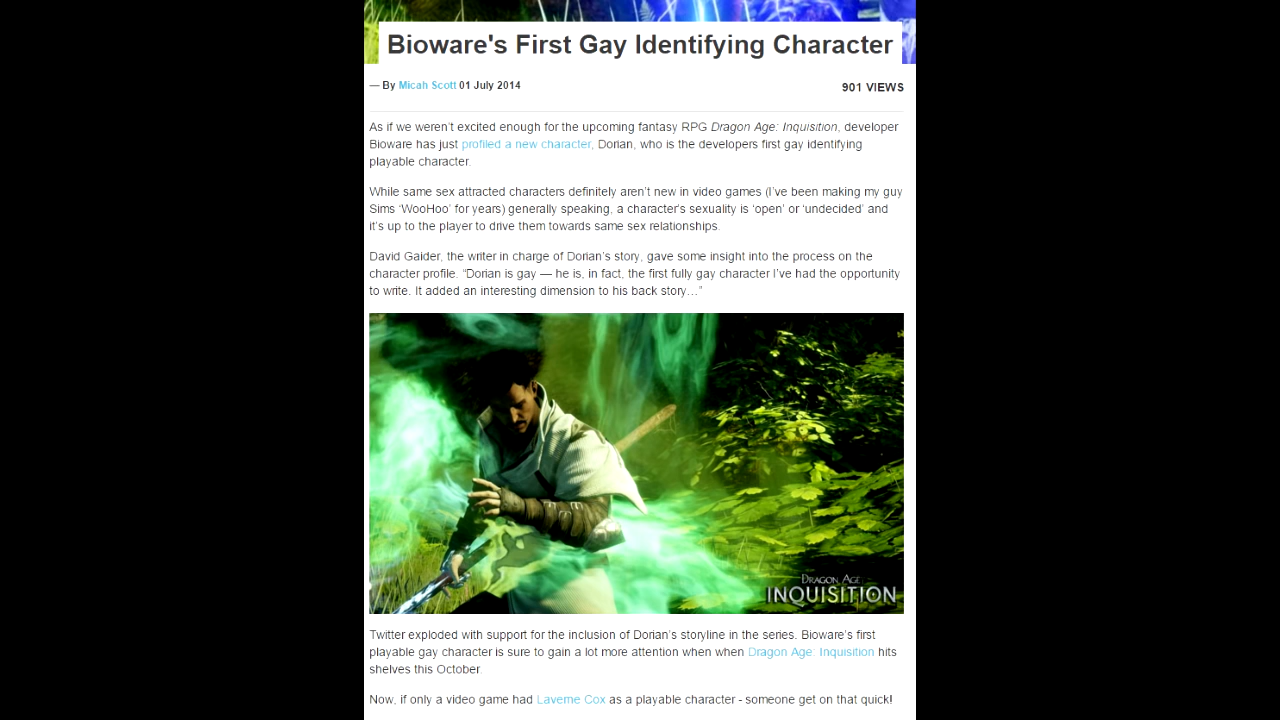 Bioware's First Gay Identifying Character
— By Micah Scott 01 July 2014
901 VIEWS
As if we weren't excited enough for the upcoming fantasy RPG Dragon Age: Inquisition, developer
Bioware has just profiled a new character, Dorian, who is the developers first gay identifying
playable character.
While same sex attracted characters definitely aren't new in video games (I've been making my guy
Sims 'WooHoo' for years) generally speaking, a character's sexuality is 'open' or 'undecided' and
it's up to the player to drive them towards same sex relationships.
David Gaider, the writer in charge of Dorian's story, gave some insight into the process on the
character profile. “Dorian is gay — he is, in fact, the first fully gay character I've had the opportunity
to write. It added an interesting dimension to his back story…”
DRAGON AGE
INQUISITION
Twitter exploded with support for the inclusion of Dorian's storyline in the series. Bioware's first
playable gay character is sure to gain a lot more attention when when Dragon Age: Inquisition hits
shelves this October.
Now, if only a video game had Laverne Cox as a playable character - someone get on that quick!